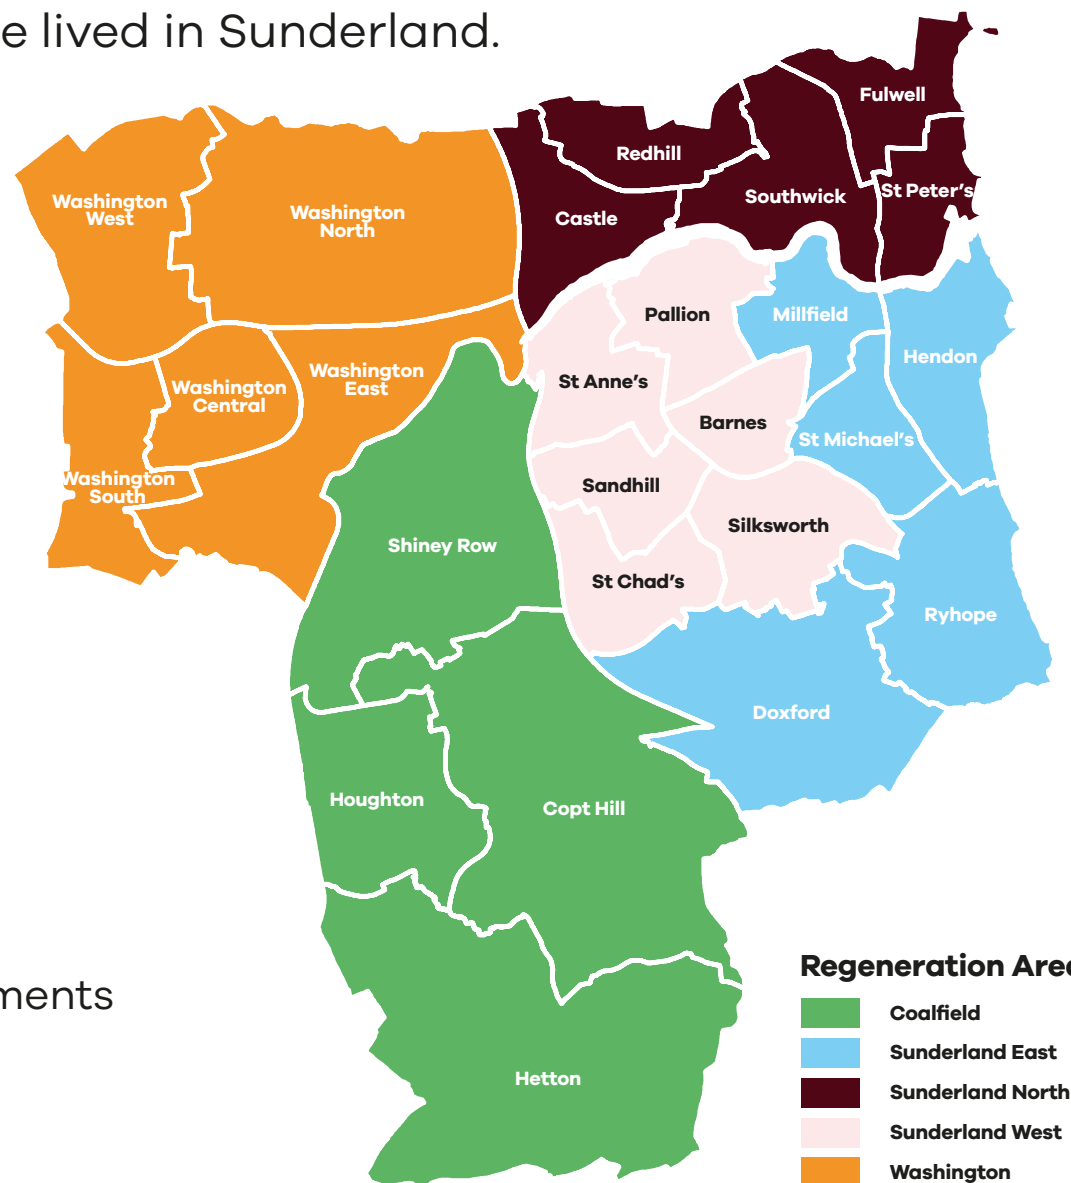 e lived in Sunderland.
Fulwell
Redhill
St Peter's
Southwick
Castle
Washington
West
Washington
North
Pallion
Millfield
Hendon
Washington
East
St Anne's
Washington
Central
Barnes
St Michael's
Washington
South
Sandhill
Silksworth
Shiney Row
St Chad's
Ryhope
Doxford
Houghton
Copt Hill
Hetton
ments
Regeneration Area
Coalfield
Sunderland East
Sunderland North
Sunderland West
Washington